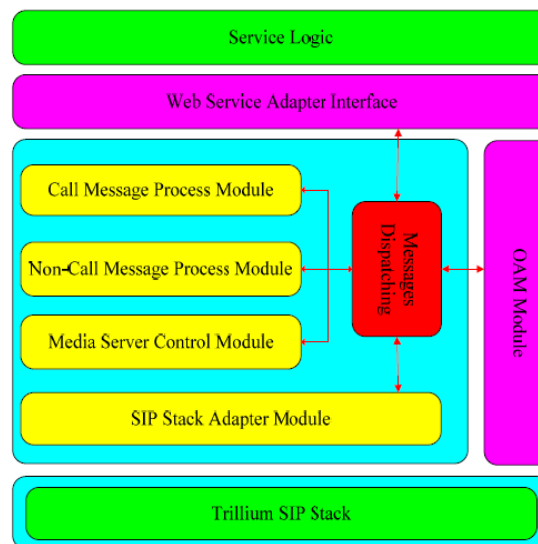 Service Logic
Web Service Adapter Interface
Call Message Process Module
Non-Call Message Process Module
Media Server Control Module
SIP Stack Adapter Module
Messages
Dispatching
OAM Module
Trillium SIP Stack